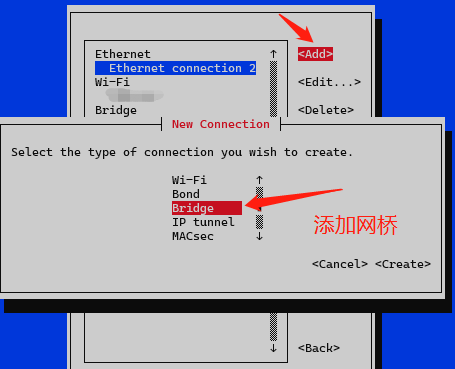 Ethernet
<Add>
Ethernet connection 2
Wi-Fi
<Edit...>
Bridge
<Delete>
New Connection
Select the type of connection you wish to create.
Wi-Fi
Bond
Bridge
IP tunnel
MACsec
添加网桥
<Cancel> <Create>
<Back>